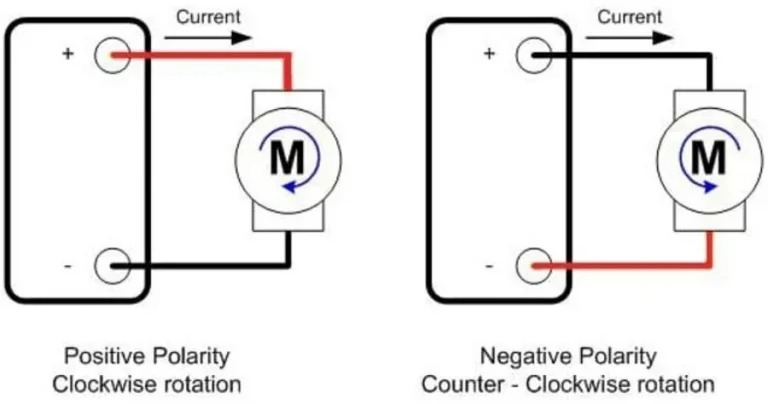 Current
+
M
-
Positive Polarity
Clockwise rotation
Current
+
M
-
Negative Polarity
Counter - Clockwise rotation